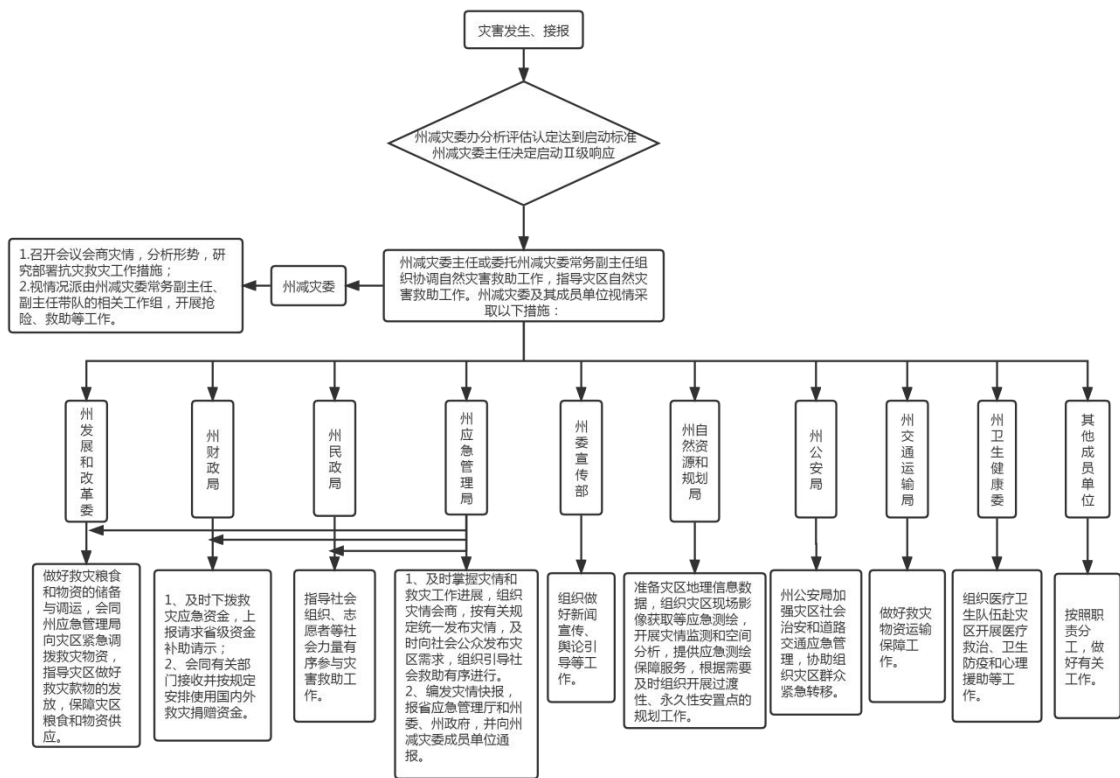 灾害发生、接报
州减灾委办分析评估认定达到启动标准
州减灾委主任决定启动Ⅱ级响应
1.召开会议会商灾情，分析形势，研
究部署抗灾救灾工作措施；
2.视情况派由州减灾委常务副主任、
副主任带队的相关工作组，开展抢
险、救助等工作。
州减灾委
州减灾委主任或委托州减灾委常务副主任组
织协调自然灾害救助工作，指导灾区自然灾
害救助工作。州减灾委及其成员单位视情采
取以下措施：
州发展和改革委
州财政局
州民政局
州应急管理局
州委宣传部
州自然资源和规划局
州公安局
州交通运输局
州卫生健康委
其他成员单位
做好救灾粮食
和物资的储备
与调运，会同
州应急管理局
向灾区紧急调
拨救灾物资，
指导灾区做好
救灾款物的发
放，保障灾区
粮食和物资供
应。
1、及时下拨救
灾应急资金，上
报请求省级资金
补助请示；
2、会同有关部
门接收并按规定
安排使用国内外
救灾捐赠资金。
指导社会
组织、志
愿者等社
会力量有
序参与灾
害救助工
作。
1、及时掌握灾情和
救灾工作进展，组织
灾情会商，按有关规
定统一发布灾情，及
时向社会公众发布灾
区需求，组织引导社
会救助有序进行。
2、编发灾情快报，
报省应急管理厅和州
委、州政府，并向州
减灾委成员单位通
报。
组织做
好新闻
宣传、
舆论引
导等工
作。
准备灾区地理信息数
据，组织灾区现场影
像获取等应急测绘，
开展灾情监测和空间
分析，提供应急测绘
保障服务，根据需要
及时组织开展过渡
性、永久性安置点的
规划工作。
州公安局加
强灾区社会
治安和道路
交通应急管
理，协助组
织灾区群众
紧急转移。
做好救灾
物资运输
保障工
作。
组织医疗卫
生队伍赴灾
区开展医疗
救治、卫生
防疫和心理
援助等工
作。
按照职
责分
工，做
好有关
工作。